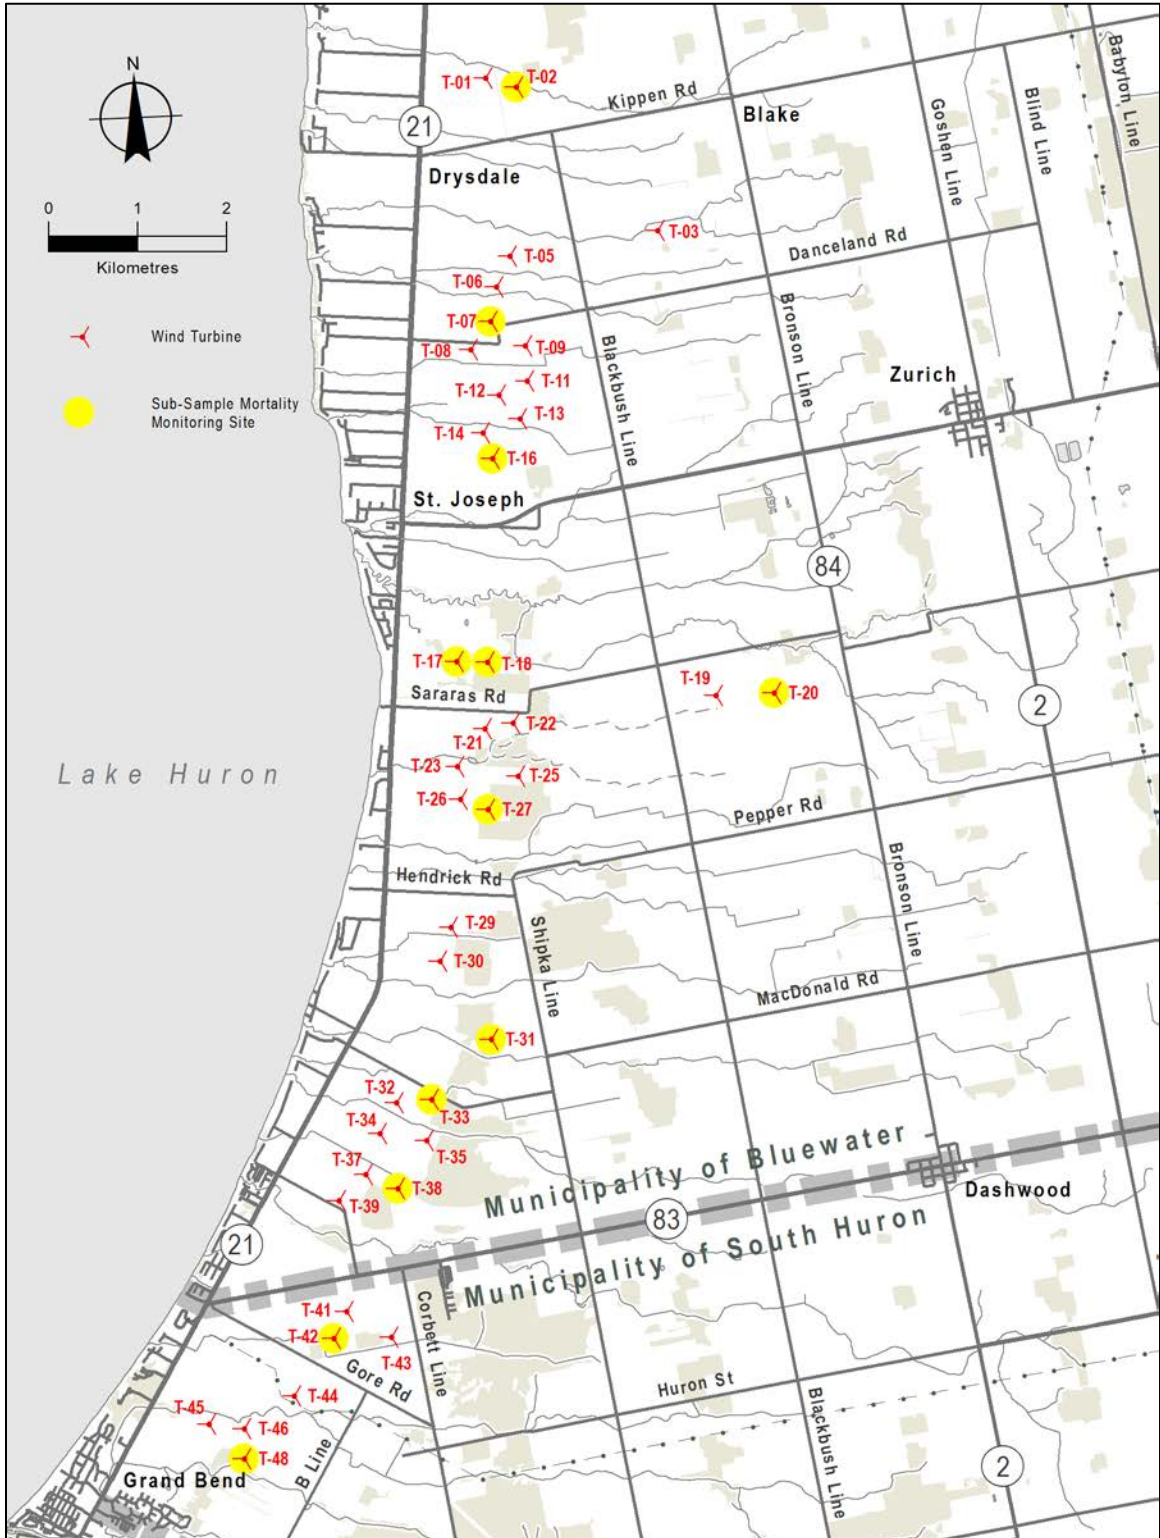 N
0 1 2
Kilometres
Wind Turbine
Sub-Sample Mortality
Monitoring Site
T-01
T-02
Kippen Rd
Blake
21
Drysdale
Goshen Line
Blind Line
Babyton Line
T-03
Danceland Rd
T-05
T-06
T-07
T-08
T-09
T-11
T-12
T-13
T-14
T-16
Blackbush Line
Bronson Line
Zurich
St. Joseph
84
T-17
T-18
Sararas Rd
T-19
T-20
2
T-21
T-22
T-23
T-25
T-26
T-27
Lake Huron
Pepper Rd
Hendrick Rd
Bronson Line
T-29
T-30
Shipka Line
MacDonald Rd
T-31
T-32
T-33
T-34
T-35
T-37
T-38
T-39
Municipality of Bluewater
Dashwood
83
Municipality of South Huron
21
T-41
T-42
T-43
Corbett Line
Gore Rd
Huron St
T-44
T-45
T-46
T-48
B Line
Blackbush Line
2
Grand Bend